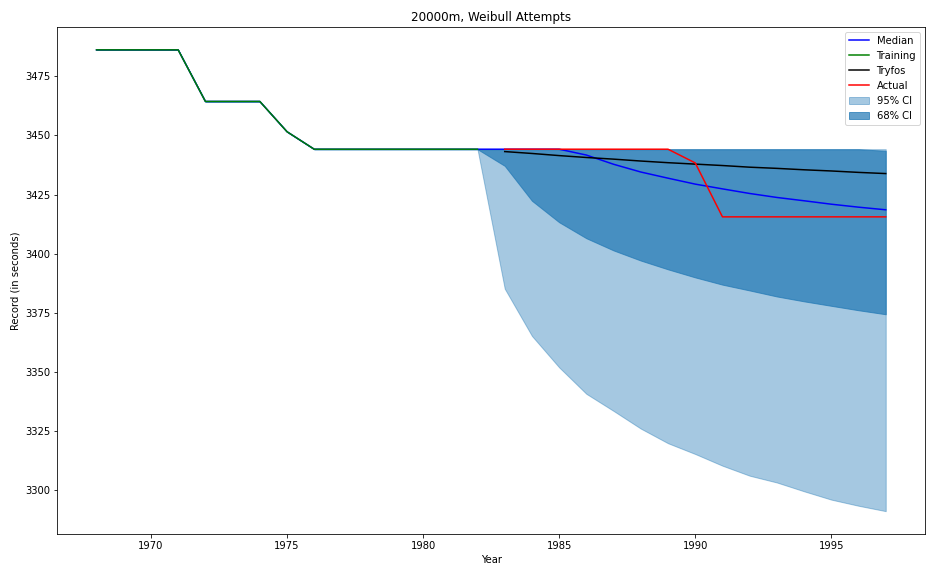 20000m, Weibull Attempts
Median
Training
Tryfos
Actual
95% CI
68% CI
Record (in seconds)
3475
3450
3425
3400
3375
3350
3325
3300
1970
1975
1980
1985
1990
1995
Year